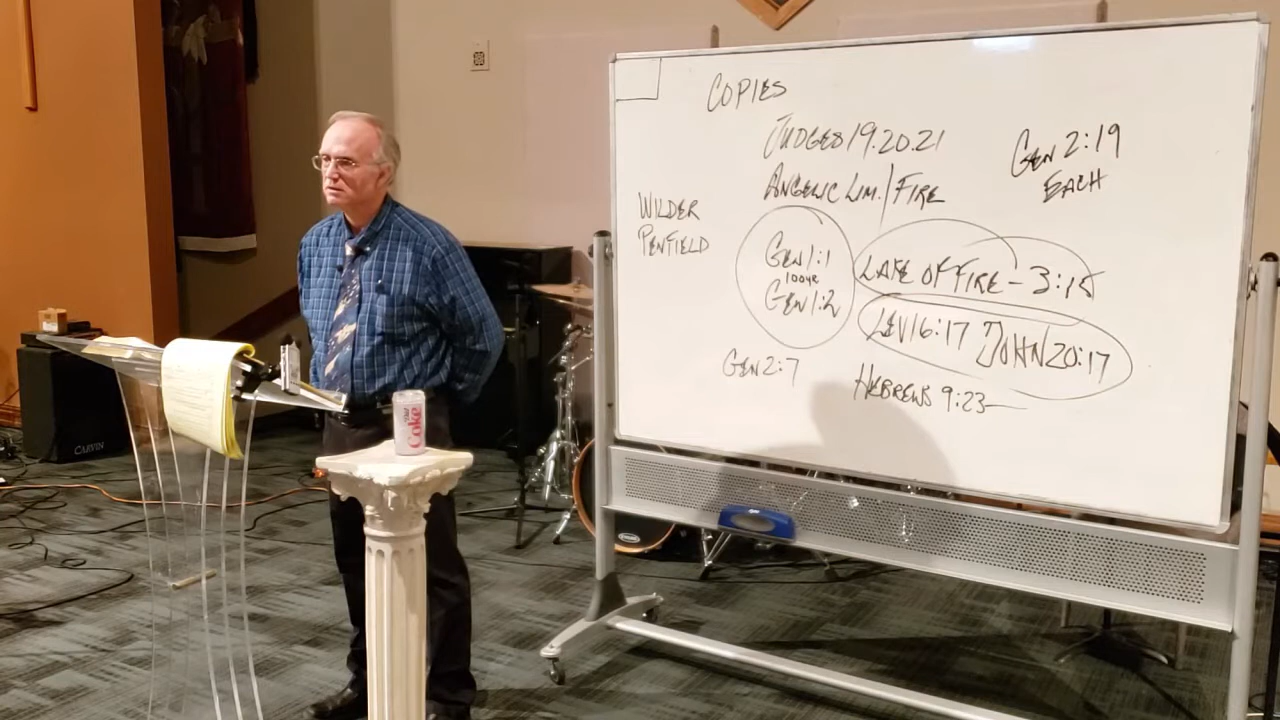 COPIES
JUDGES 19.20.21
GEN 2:19
EACH
ANGELIC LIM./FIRE
WILDER
PENFIELD
GEN 1:1
100YR
GEN 1:2
LAKE OF FIRE - 3:15
LEV 16:17 JOHN 20:17
GEN 2:7
HEBREWS 9:23—
Coke
CARVIN